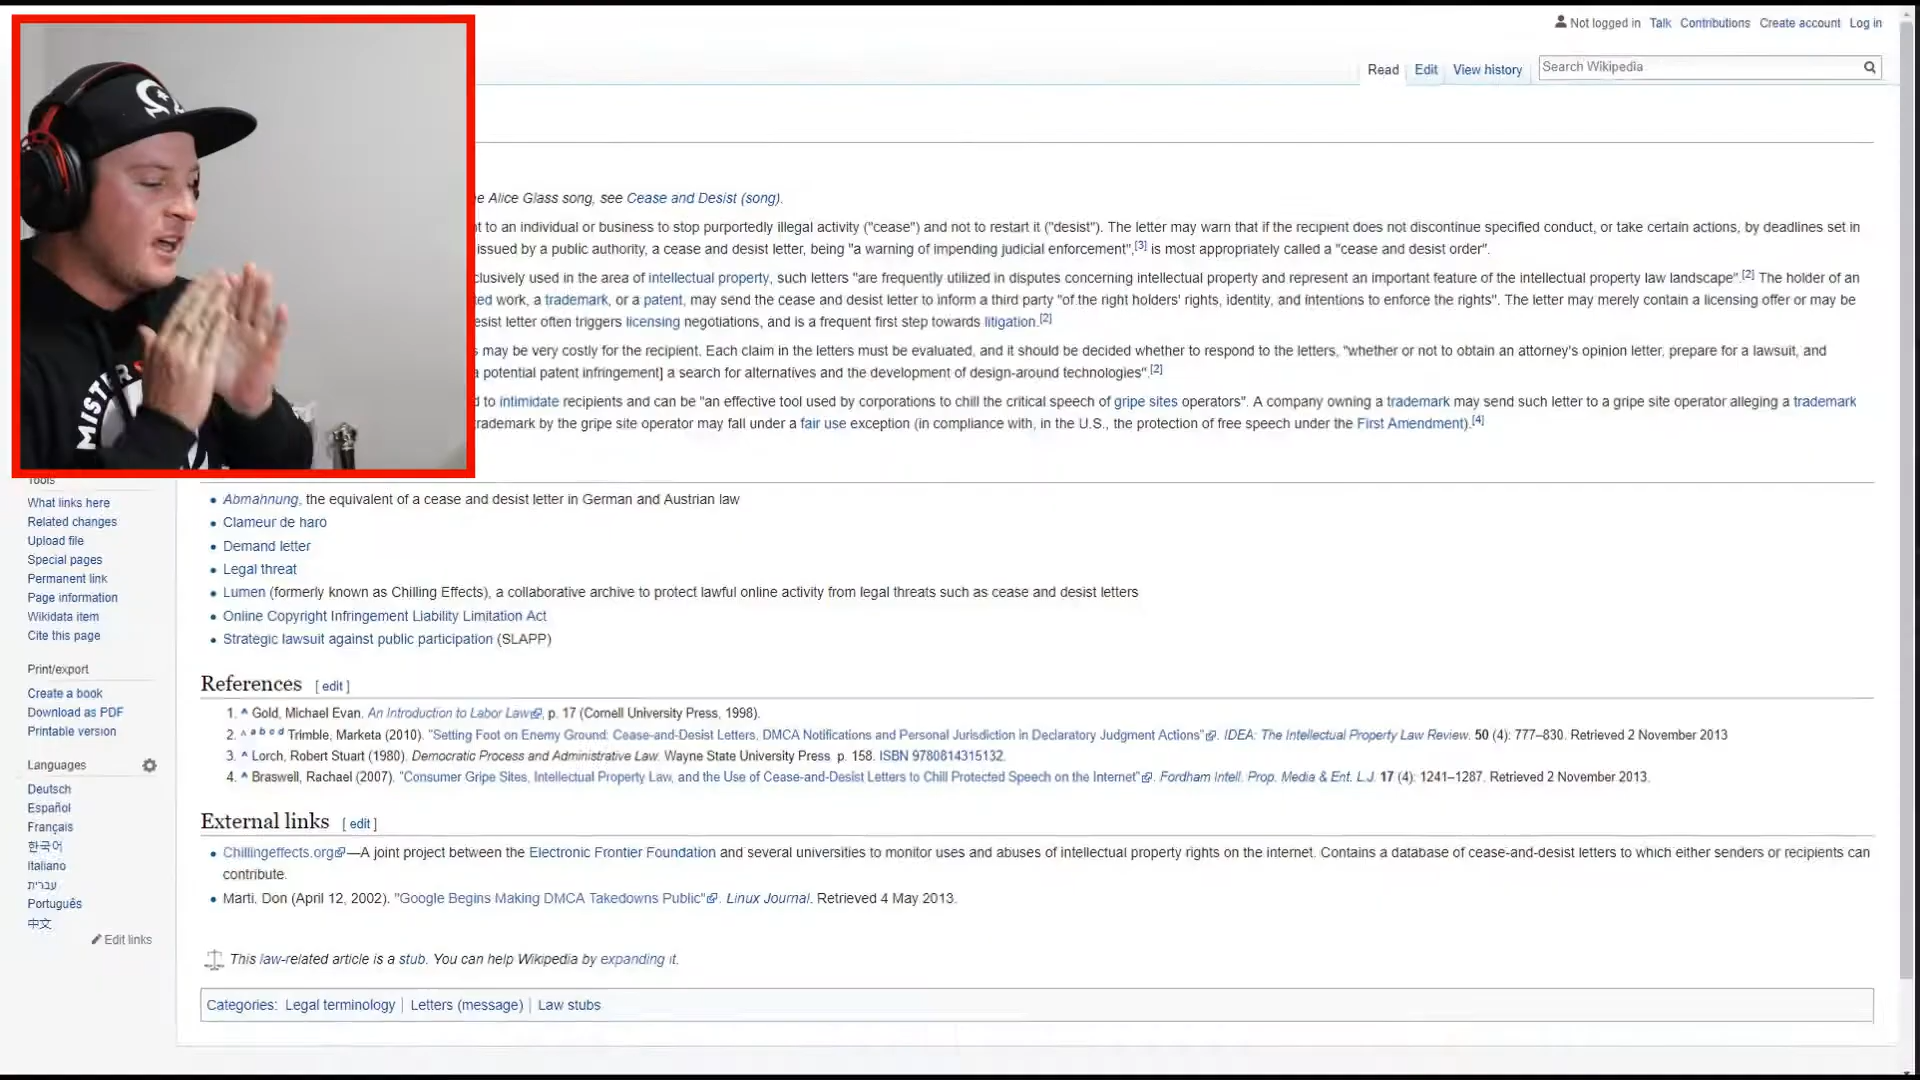 Not logged in Talk Contributions Create account Log in
Read Edit View history Search Wikipedia
MISTER
Alice Glass song, see Cease and Desist (song).
to an individual or business to stop purportedly illegal activity ("cease") and not to restart it ("desist"). The letter may warn that if the recipient does not discontinue specified conduct, or take certain actions, by deadlines set in
issued by a public authority, a cease and desist letter, being "a warning of impending judicial enforcement",[3] is most appropriately called a "cease and desist order".
clusively used in the area of intellectual property, such letters "are frequently utilized in disputes concerning intellectual property and represent an important feature of the intellectual property law landscape".[2] The holder of an
ted work, a trademark, or a patent, may send the cease and desist letter to inform a third party "of the right holders' rights, identity, and intentions to enforce the rights". The letter may merely contain a licensing offer or may be
esist letter often triggers licensing negotiations, and is a frequent first step towards litigation.[2]
s may be very costly for the recipient. Each claim in the letters must be evaluated, and it should be decided whether to respond to the letters, "whether or not to obtain an attorney's opinion letter, prepare for a lawsuit, and
a potential patent infringement] a search for alternatives and the development of design-around technologies".[2]
d to intimidate recipients and can be "an effective tool used by corporations to chill the critical speech of gripe sites operators". A company owning a trademark may send such letter to a gripe site operator alleging a trademark
trademark by the gripe site operator may fall under a fair use exception (in compliance with, in the U.S., the protection of free speech under the First Amendment).[4]
Tools
What links here
Related changes
Upload file
Special pages
Permanent link
Page information
Wikidata item
Cite this page
Print/export
Create a book
Download as PDF
Printable version
Languages
Deutsch
Español
Français
한국어
Italiano
עברית
Português
中文
Edit links
Abmahnung, the equivalent of a cease and desist letter in German and Austrian law
Clameur de haro
Demand letter
Legal threat
Lumen (formerly known as Chilling Effects), a collaborative archive to protect lawful online activity from legal threats such as cease and desist letters
Online Copyright Infringement Liability Limitation Act
Strategic lawsuit against public participation (SLAPP)
References [ edit ]
1. ^ Gold, Michael Evan. An Introduction to Labor Law, p. 17 (Cornell University Press, 1998).
2. ^ a b c d Trimble, Marketa (2010). "Setting Foot on Enemy Ground: Cease-and-Desist Letters, DMCA Notifications and Personal Jurisdiction in Declaratory Judgment Actions". IDEA: The Intellectual Property Law Review. 50 (4): 777–830. Retrieved 2 November 2013
3. ^ Lorch, Robert Stuart (1980). Democratic Process and Administrative Law. Wayne State University Press. p. 158. ISBN 9780814315132.
4. ^ Braswell, Rachael (2007). "Consumer Gripe Sites, Intellectual Property Law, and the Use of Cease-and-Desist Letters to Chill Protected Speech on the Internet". Fordham Intell. Prop. Media & Ent. L.J. 17 (4): 1241–1287. Retrieved 2 November 2013.
External links [ edit ]
Chillingeffects.org—A joint project between the Electronic Frontier Foundation and several universities to monitor uses and abuses of intellectual property rights on the internet. Contains a database of cease-and-desist letters to which either senders or recipients can
contribute.
Marti. Don (April 12, 2002). "Google Begins Making DMCA Takedowns Public". Linux Journal. Retrieved 4 May 2013.
This law-related article is a stub. You can help Wikipedia by expanding it.
Categories: Legal terminology | Letters (message) | Law stubs